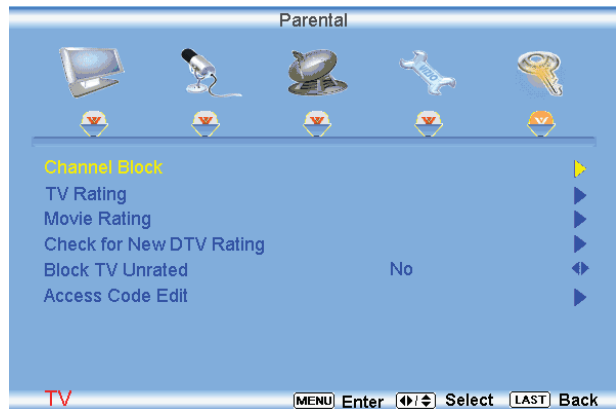 Parental
VIZIO
Channel Block
TV Rating
Movie Rating
Check for New DTV Rating
Block TV Unrated No
Access Code Edit
TV MENU Enter / Select LAST Back